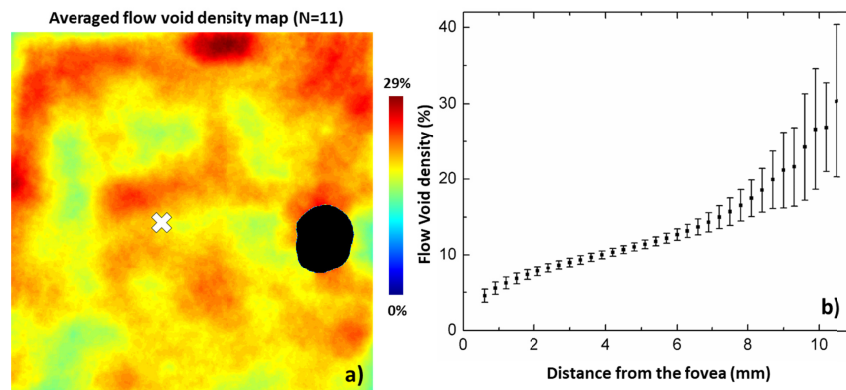 Averaged flow void density map (N=11)
29%
0%
a)
Flow Void density (%)
40
30
20
10
0
0 2 4 6 8 10
Distance from the fovea (mm)
b)